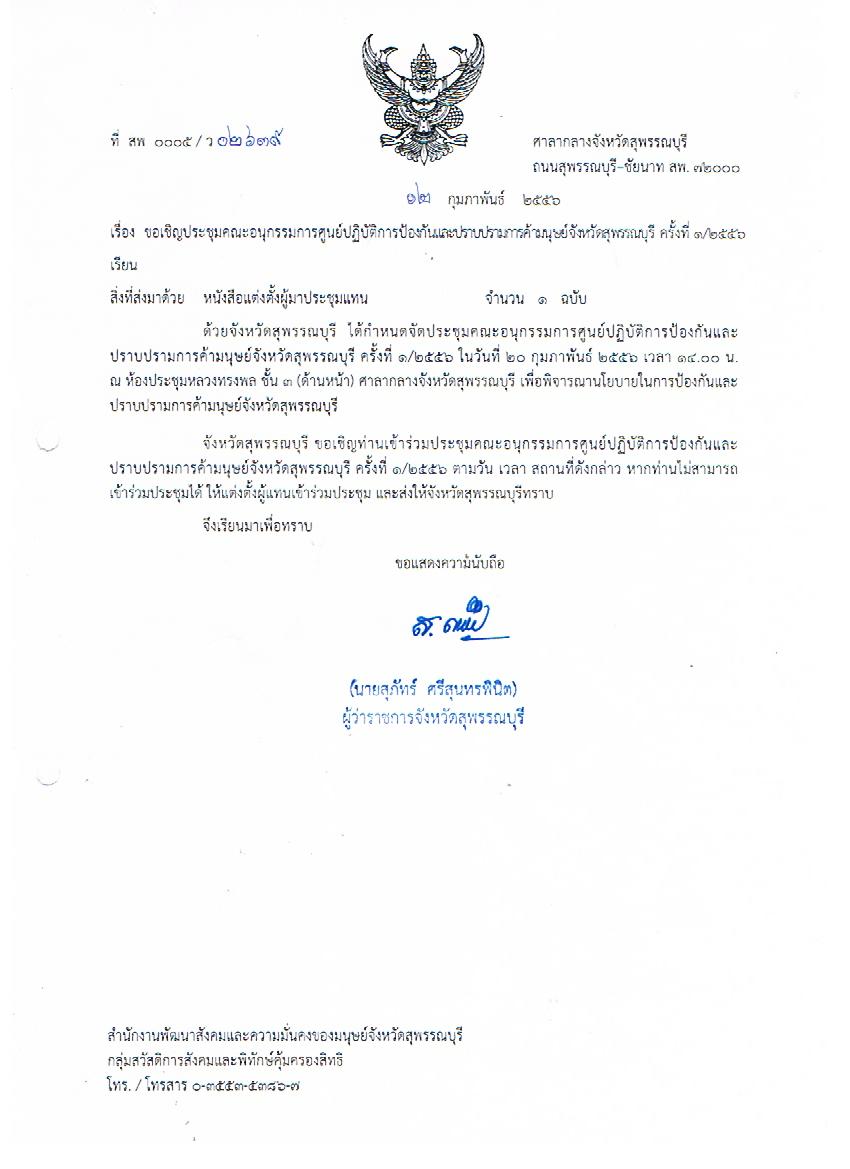 ที่ สพ ๐๐๐๕ / ว ๐๒๖๓๙
ศาลากลางจังหวัดสุพรรณบุรี
ถนนสุพรรณบุรี-ชัยนาท สพ. ๗๒๐๐๐
๑๒ กุมภาพันธ์ ๒๕๕๖
เรื่อง ขอเชิญประชุมคณะอนุกรรมการศูนย์ปฏิบัติการป้องกันและปราบปรามการค้ามนุษย์จังหวัดสุพรรณบุรี ครั้งที่ ๑/๒๕๕๖
เรียน
สิ่งที่ส่งมาด้วย หนังสือแต่งตั้งผู้มาประชุมแทน จำนวน ๑ ฉบับ
ด้วยจังหวัดสุพรรณบุรี ได้กำหนดจัดประชุมคณะอนุกรรมการศูนย์ปฏิบัติการป้องกันและ
ปราบปรามการค้ามนุษย์จังหวัดสุพรรณบุรี ครั้งที่ ๑/๒๕๕๖ ในวันที่ ๒๐ กุมภาพันธ์ ๒๕๕๖ เวลา ๑๔.๐๐ น.
ณ ห้องประชุมหลวงทรงพล ชั้น ๓ (ด้านหน้า) ศาลากลางจังหวัดสุพรรณบุรี เพื่อพิจารณานโยบายในการป้องกันและ
ปราบปรามการค้ามนุษย์จังหวัดสุพรรณบุรี
จังหวัดสุพรรณบุรี ขอเชิญท่านเข้าร่วมประชุมคณะอนุกรรมการศูนย์ปฏิบัติการป้องกันและ
ปราบปรามการค้ามนุษย์จังหวัดสุพรรณบุรี ครั้งที่ ๑/๒๕๕๖ ตามวัน เวลา สถานที่ดังกล่าว หากท่านไม่สามารถ
เข้าร่วมประชุมได้ ให้แต่งตั้งผู้แทนเข้าร่วมประชุม และส่งให้จังหวัดสุพรรณบุรีทราบ
จึงเรียนมาเพื่อทราบ
ขอแสดงความนับถือ
(นายสุภัทร์ ศรีสุนทรพินิต)
ผู้ว่าราชการจังหวัดสุพรรณบุรี
สำนักงานพัฒนาสังคมและความมั่นคงของมนุษย์จังหวัดสุพรรณบุรี
กลุ่มสวัสดิการสังคมและพิทักษ์คุ้มครองสิทธิ
โทร. / โทรสาร ๐-๓๕๕๓-๕๓๘๖-๗